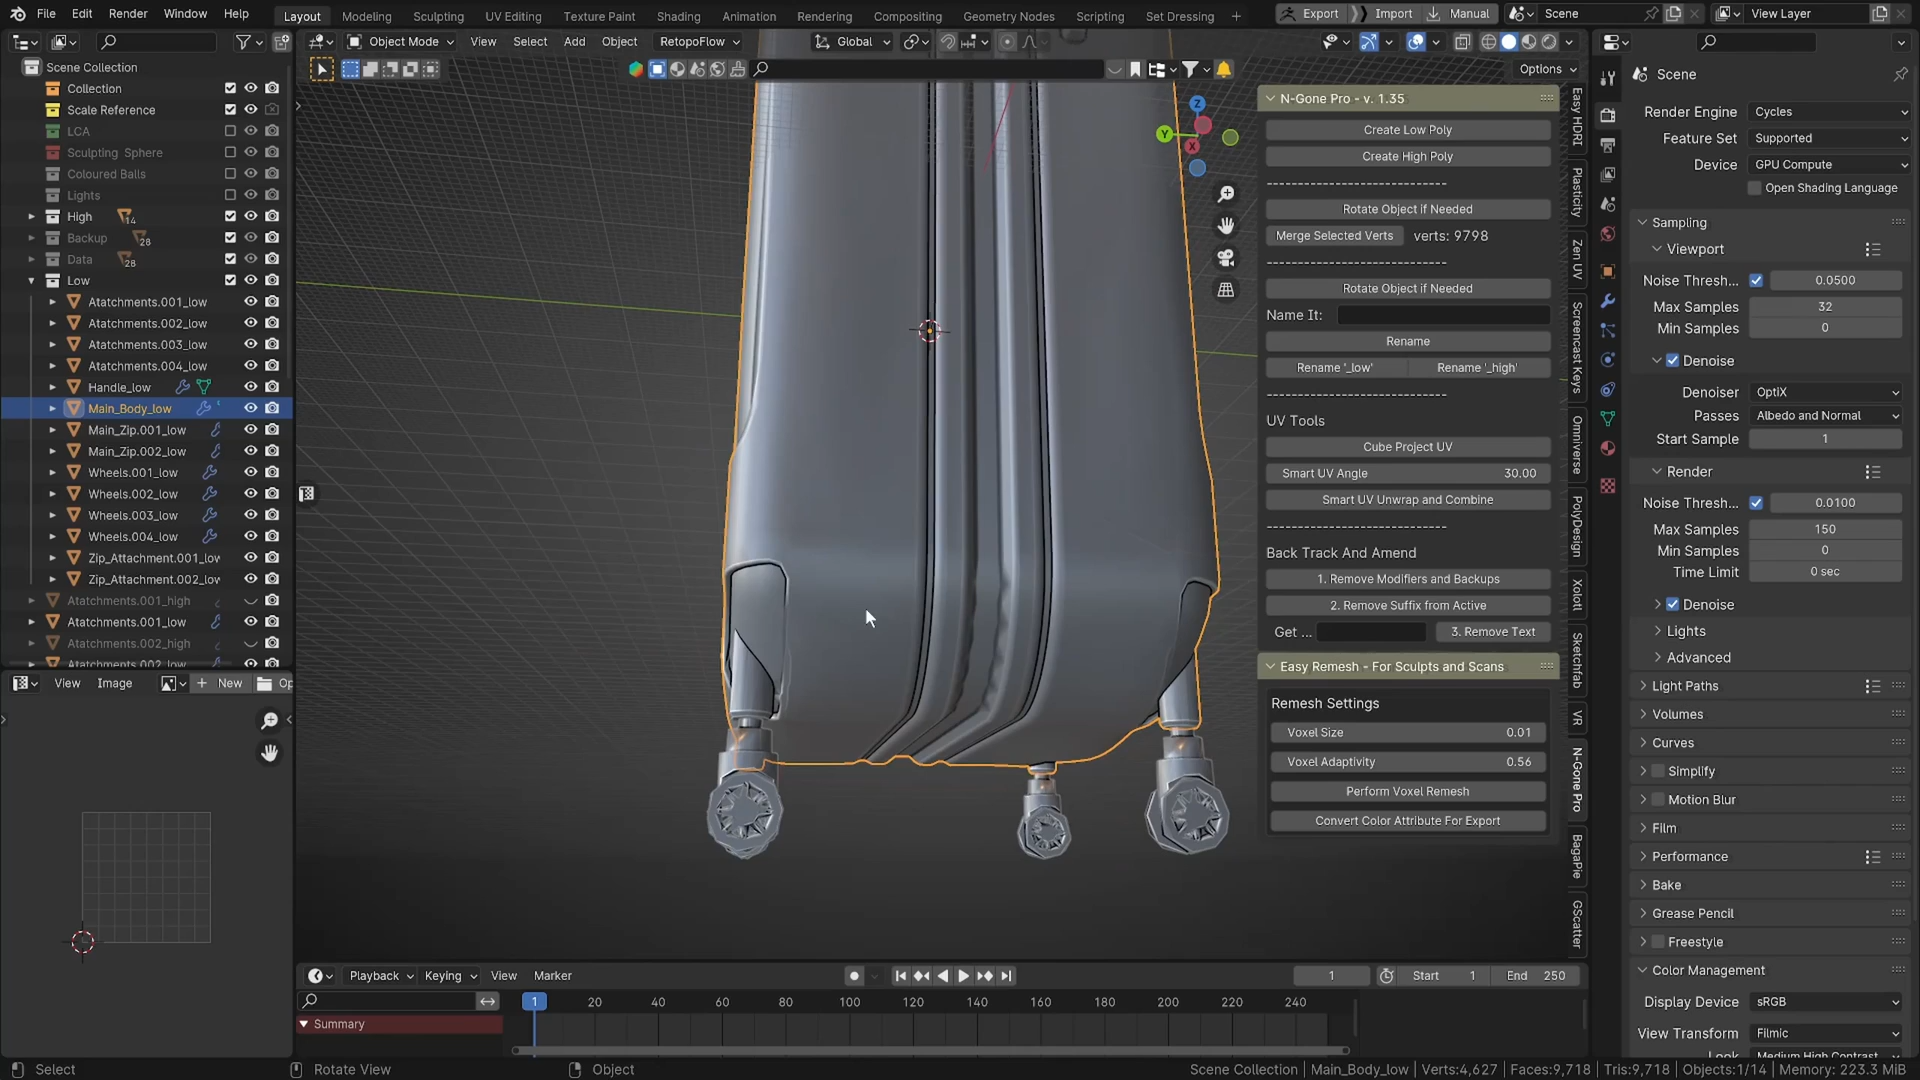 File Edit Render Window Help Layout Modeling Sculpting UV Editing Texture Paint Shading Animation Rendering Compositing Geometry Nodes Scripting Set Dressing + Export Import Manual Scene View Layer
Object Mode View Select Add Object RetopoFlow Global
Options
Scene Collection
Collection
Scale Reference
LCA
Sculpting Sphere
Coloured Balls
Lights
High 14
Backup 28
Data 28
Low
Atatchments.001_low
Atatchments.002_low
Atatchments.003_low
Atatchments.004_low
Handle_low
Main_Body_low
Main_Zip.001_low
Main_Zip.002_low
Wheels.001_low
Wheels.002_low
Wheels.003_low
Wheels.004_low
Zip_Attachment.001_low
Zip_Attachment.002_low
Atatchments.001_high
Atatchments.001_low
Atatchments.002_high
Atatchments.002_low
View Image + New Op
Z
Y
X
N-Gone Pro - v. 1.35
Create Low Poly
Create High Poly
----------------------------
Rotate Object if Needed
Merge Selected Verts verts: 9798
----------------------------
Rotate Object if Needed
Name It:
Rename
Rename '_low' Rename '_high'
----------------------------
UV Tools
Cube Project UV
Smart UV Angle 30.00
Smart UV Unwrap and Combine
----------------------------
Back Track And Amend
1. Remove Modifiers and Backups
2. Remove Suffix from Active
Get ... 3. Remove Text
Easy Remesh - For Sculpts and Scans
Remesh Settings
Voxel Size 0.01
Voxel Adaptivity 0.56
Perform Voxel Remesh
Convert Color Attribute For Export
Easy HDRI
Plasticity
Zen UV
Screencast Keys
Omniverse
PolyDesign
Xolotl
Sketchfab
VR
N-Gone Pro
BagaPie
GScatter
Scene
Render Engine Cycles
Feature Set Supported
Device GPU Compute
Open Shading Language
Sampling
Viewport
Noise Thresh... 0.0500
Max Samples 32
Min Samples 0
Denoise
Denoiser OptiX
Passes Albedo and Normal
Start Sample 1
Render
Noise Thresh... 0.0100
Max Samples 150
Min Samples 0
Time Limit 0 sec
Denoise
Lights
Advanced
Light Paths
Volumes
Curves
Simplify
Motion Blur
Film
Performance
Bake
Grease Pencil
Freestyle
Color Management
Display Device sRGB
View Transform Filmic
Look Medium High Contrast
Playback Keying View Marker 1 Start 1 End 250
1 20 40 60 80 100 120 140 160 180 200 220 240
Summary
Select Rotate View Object Scene Collection | Main_Body_low | Verts:4,627 | Faces:9,718 | Tris:9,718 | Objects:1/14 | Memory: 223.3 MiB